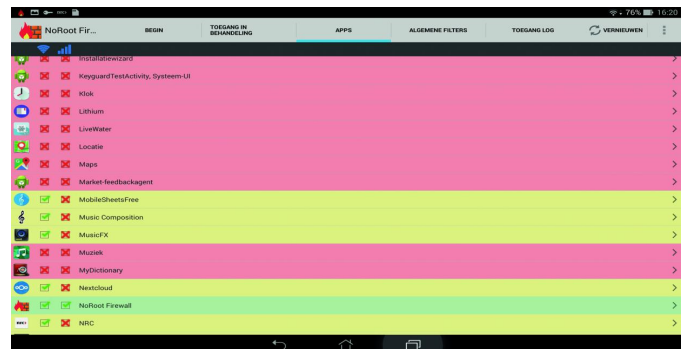 76% 16:20
NoRoot Fir... BEGIN TOEGANG IN BEHANDELING APPS ALGEMENE FILTERS TOEGANG LOG VERNIEUWEN
Installatiewizard
KeyguardTestActivity, Systeem-UI
Klok
Lithium
LiveWater
Locatie
Maps
Market-feedbackagent
MobileSheetsFree
Music Composition
MusicFX
Muziek
MyDictionary
Nextcloud
NoRoot Firewall
NRC